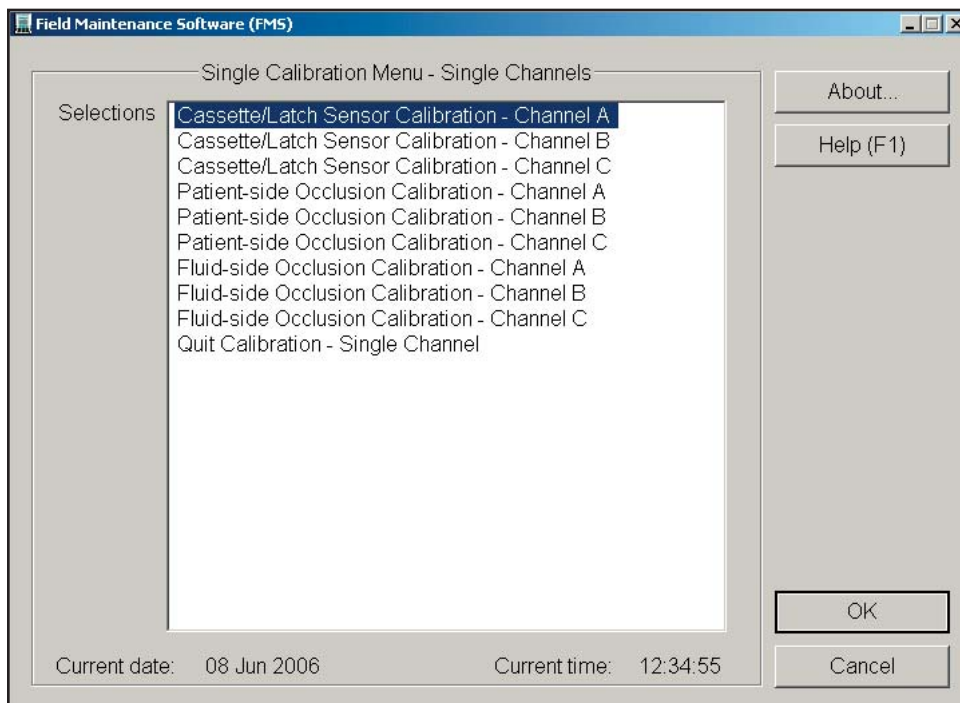 Field Maintenance Software (FMS)
Single Calibration Menu - Single Channels
Selections
Cassette/Latch Sensor Calibration - Channel A
Cassette/Latch Sensor Calibration - Channel B
Cassette/Latch Sensor Calibration - Channel C
Patient-side Occlusion Calibration - Channel A
Patient-side Occlusion Calibration - Channel B
Patient-side Occlusion Calibration - Channel C
Fluid-side Occlusion Calibration - Channel A
Fluid-side Occlusion Calibration - Channel B
Fluid-side Occlusion Calibration - Channel C
Quit Calibration - Single Channel
About...
Help (F1)
OK
Cancel
Current date: 08 Jun 2006 Current time: 12:34:55